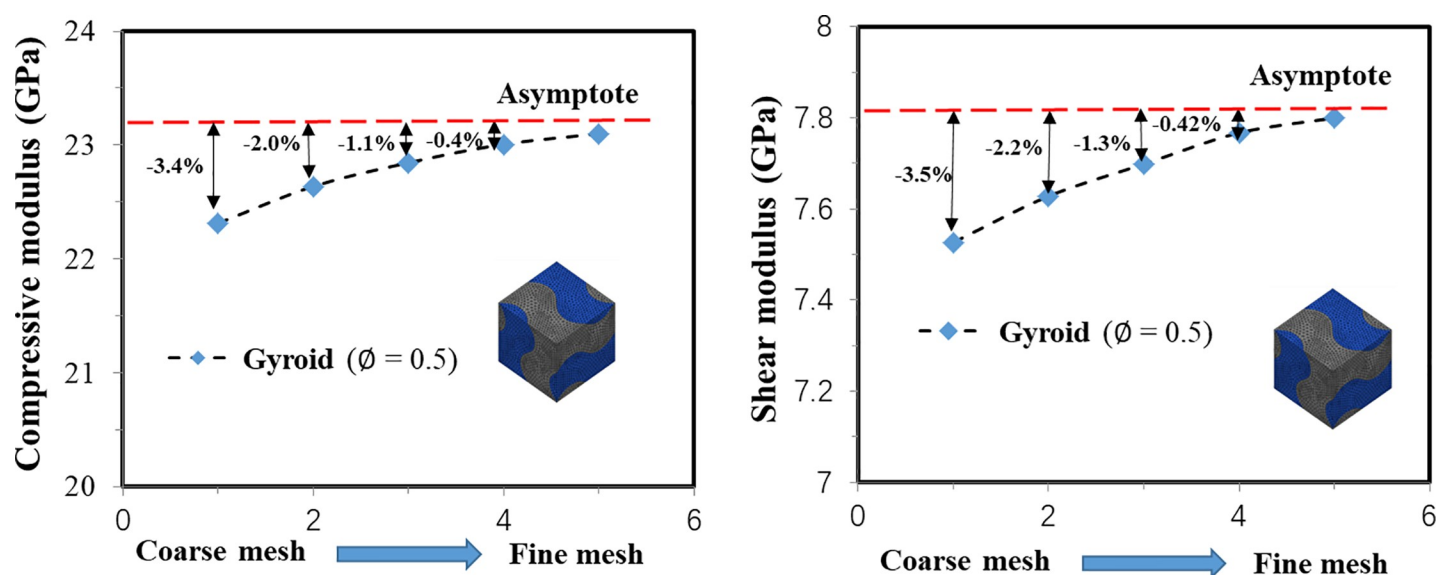 Compressive modulus (GPa)
24
23
22
21
20
Asymptote
-3.4%
-2.0%
-1.1%
-0.4%
Gyroid (∅ = 0.5)
0
2
4
6
Coarse mesh
Fine mesh
Shear modulus (GPa)
8
7.8
7.6
7.4
7.2
7
Asymptote
-3.5%
-2.2%
-1.3%
-0.42%
Gyroid (∅ = 0.5)
0
2
4
6
Coarse mesh
Fine mesh